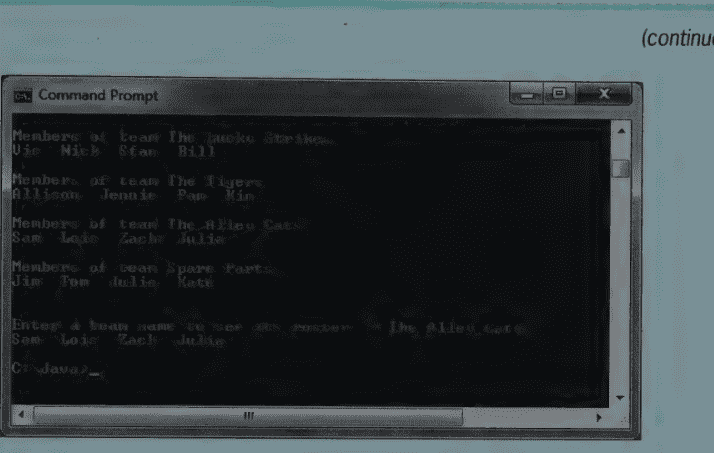 (continue
Command Prompt
Members of team The Lucky Strikes
Vic Nick Stan Bill
Members of team The Tigers
Allison Jennie Pam Kim
Members of team The Alley Cats
Sam Lois Zach Julia
Members of team Spare Parts
Jim Tom Julie Kate
Enter a team name to see its roster The Alley Cats
Sam Lois Zach Julia
C:\Java>_